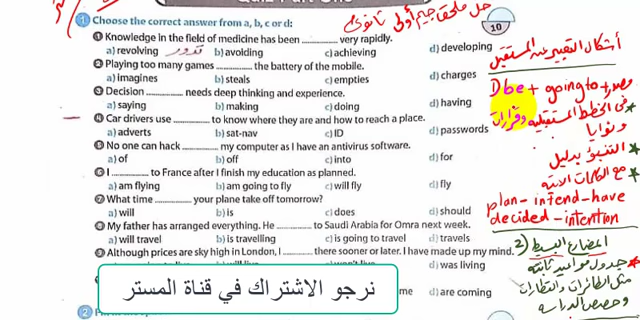 حل ملحق جيم أولى ثانوى
1 Choose the correct answer from a, b, c or d:
10
1 Knowledge in the field of medicine has been ............ very rapidly.
a) revolving تدور b) avoiding c) achieving d) developing
2 Playing too many games ............ the battery of the mobile.
a) imagines b) steals c) empties d) charges
3 Decision ............ needs deep thinking and experience.
a) saying b) making c) doing d) having
4 Car drivers use ............ to know where they are and how to reach a place.
a) adverts b) sat-nav c) ID d) passwords
5 No one can hack ............ my computer as I have an antivirus software.
a) of b) off c) into d) for
6 I ............ to France after I finish my education as planned.
a) am flying b) am going to fly c) will fly d) fly
7 What time ............ your plane take off tomorrow?
a) will b) is c) does d) should
8 My father has arranged everything. He ............ to Saudi Arabia for Omra next week.
a) will travel b) is travelling c) is going to travel d) travels
9 Although prices are sky high in London, I ............ there sooner or later. I have made up my mind.
d) was living
me d) are coming
2
أشكال التعبير عن المستقبل
1) be + going to + مصدر
فى الخطط المستقبلية وقرارات
ونوايا
التنبؤ بدليل
مع الكلمات الآتية
plan - intend - have
decided - intention
2) المضارع البسيط
جدول مواعيد ثابتة
مثل الطائرات والقطارات
وحصص الدراسة
نرجو الاشتراك في قناة المستر